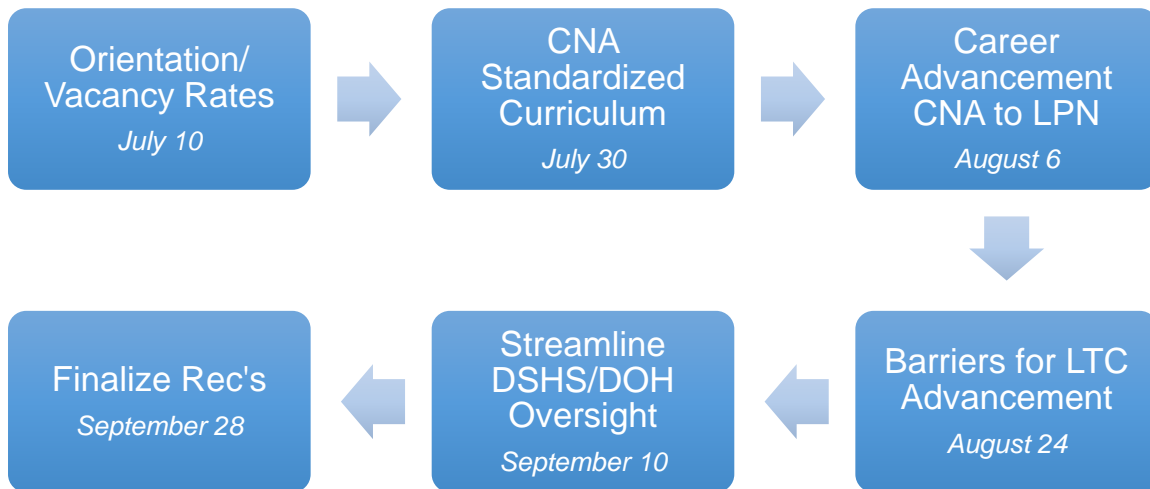 Orientation/
Vacancy Rates
July 10
CNA
Standardized
Curriculum
July 30
Career
Advancement
CNA to LPN
August 6
Barriers for LTC
Advancement
August 24
Streamline
DSHS/DOH
Oversight
September 10
Finalize Rec's
September 28